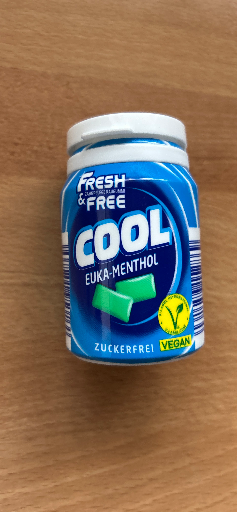 FRESH
& FREE
COOL
EUKA-MENTHOL
ZUCKERFREI
VEGAN